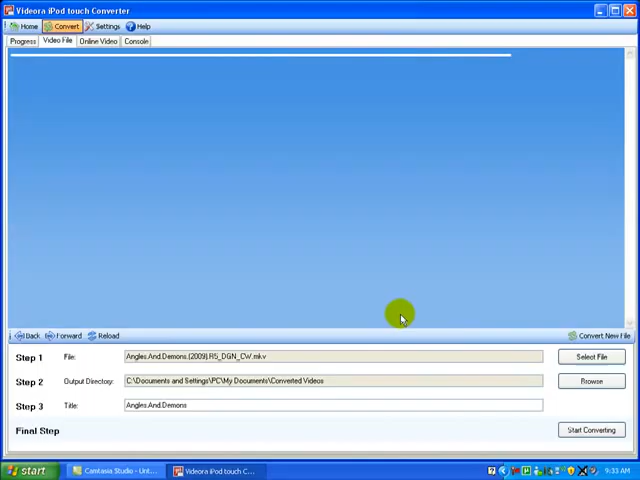 Videora iPod touch Converter
Home Convert Settings Help
Progress Video File Online Video Console
Back Forward Reload Convert New File
Step 1 File: Angles.And.Demons.(2009).R5_DGN_CW.mkv Select File
Step 2 Output Directory: C:\Documents and Settings\PC\My Documents\Converted Videos Browse
Step 3 Title: Angles.And.Demons
Final Step Start Converting
start Camtasia Studio - Unt... Videora iPod touch C... 9:33 AM